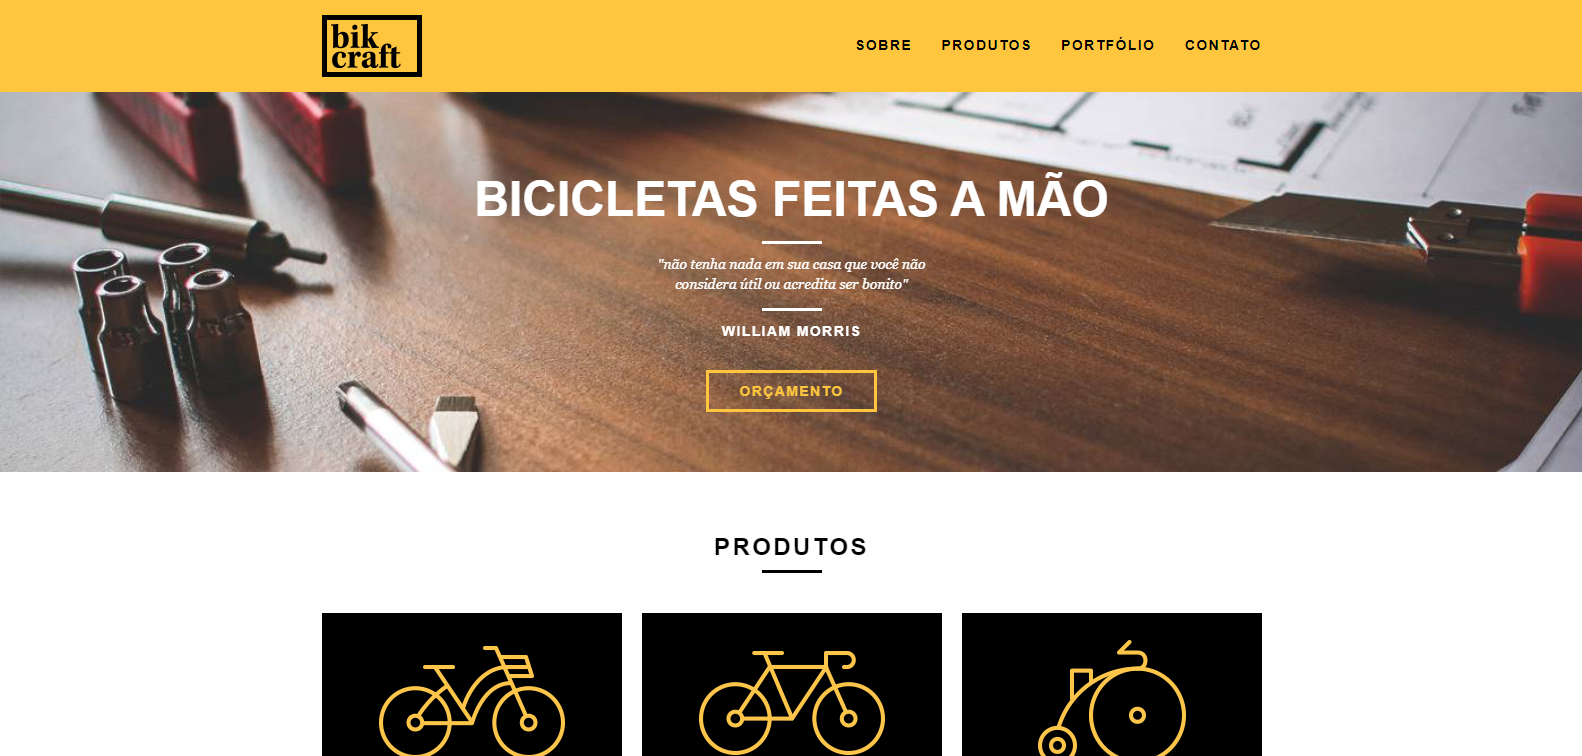 bik
craft
SOBRE PRODUTOS PORTFÓLIO CONTATO
BICICLETAS FEITAS A MÃO
"não tenha nada em sua casa que você não
considera útil ou acredita ser bonito"
WILLIAM MORRIS
ORÇAMENTO
PRODUTOS